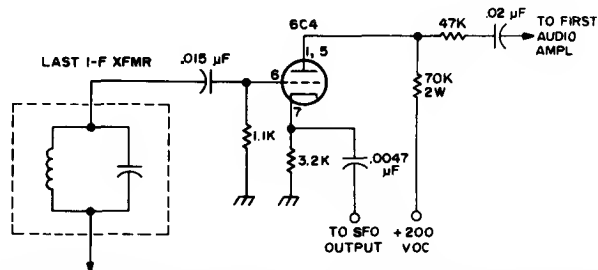 6C4
.02 µF
47K
TO FIRST
AUDIO
AMPL
LAST I-F XFMR
.015 µF
1, 5
6
7
70K
2W
1.1K
3.2K
.0047
µF
TO SFO
OUTPUT
+200
VOC